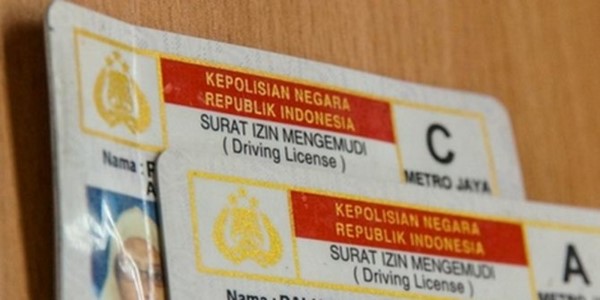 KEPOLISIAN NEGARA
REPUBLIK INDONESIA
SURAT IZIN MENGEMUDI
( Driving License )
C
METRO JAYA
Nama :
KEPOLISIAN NEGARA
REPUBLIK INDONESIA
SURAT IZIN MENGEMUDI
( Driving License )
A
Nama :